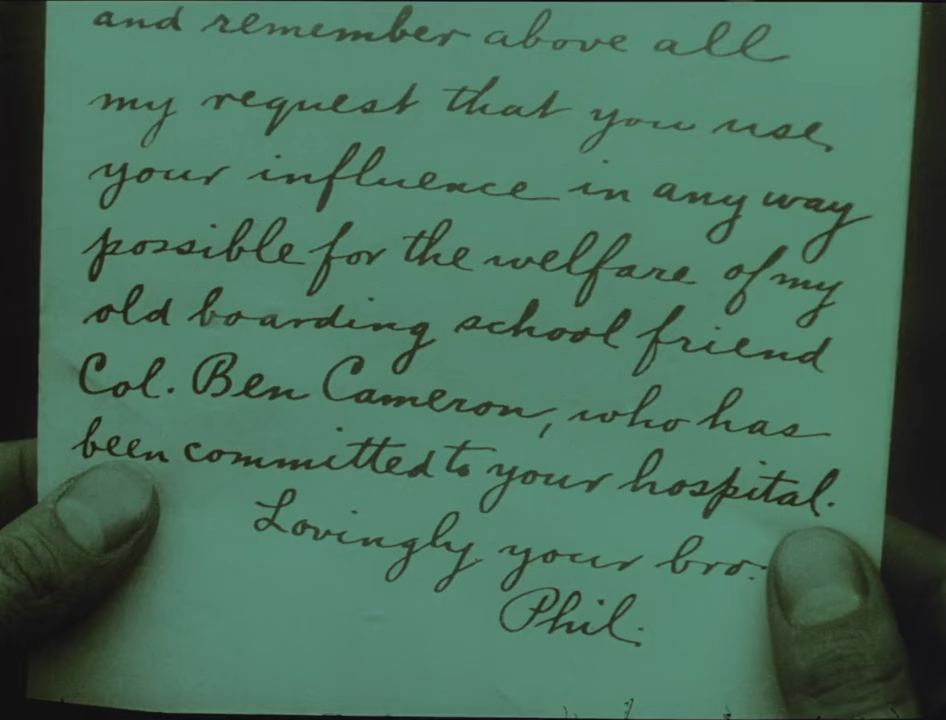 and remember above all
my request that you use
your influence in any way
possible for the welfare of my
old boarding school friend
Col. Ben Cameron, who has
been committed to your hospital.
Lovingly your bro:
Phil.